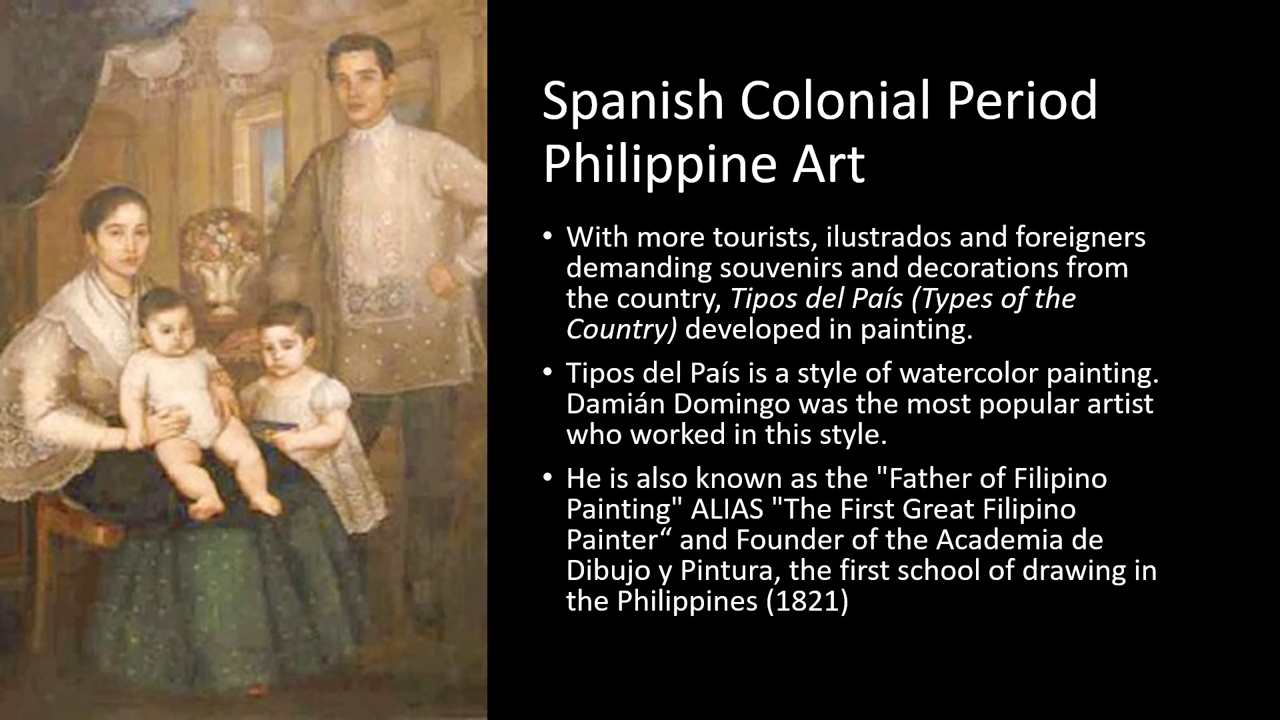 Spanish Colonial Period
Philippine Art
• With more tourists, ilustrados and foreigners
demanding souvenirs and decorations from
the country, Tipos del País (Types of the
Country) developed in painting.
• Tipos del País is a style of watercolor painting.
Damián Domingo was the most popular artist
who worked in this style.
• He is also known as the "Father of Filipino
Painting" ALIAS "The First Great Filipino
Painter“ and Founder of the Academia de
Dibujo y Pintura, the first school of drawing in
the Philippines (1821)